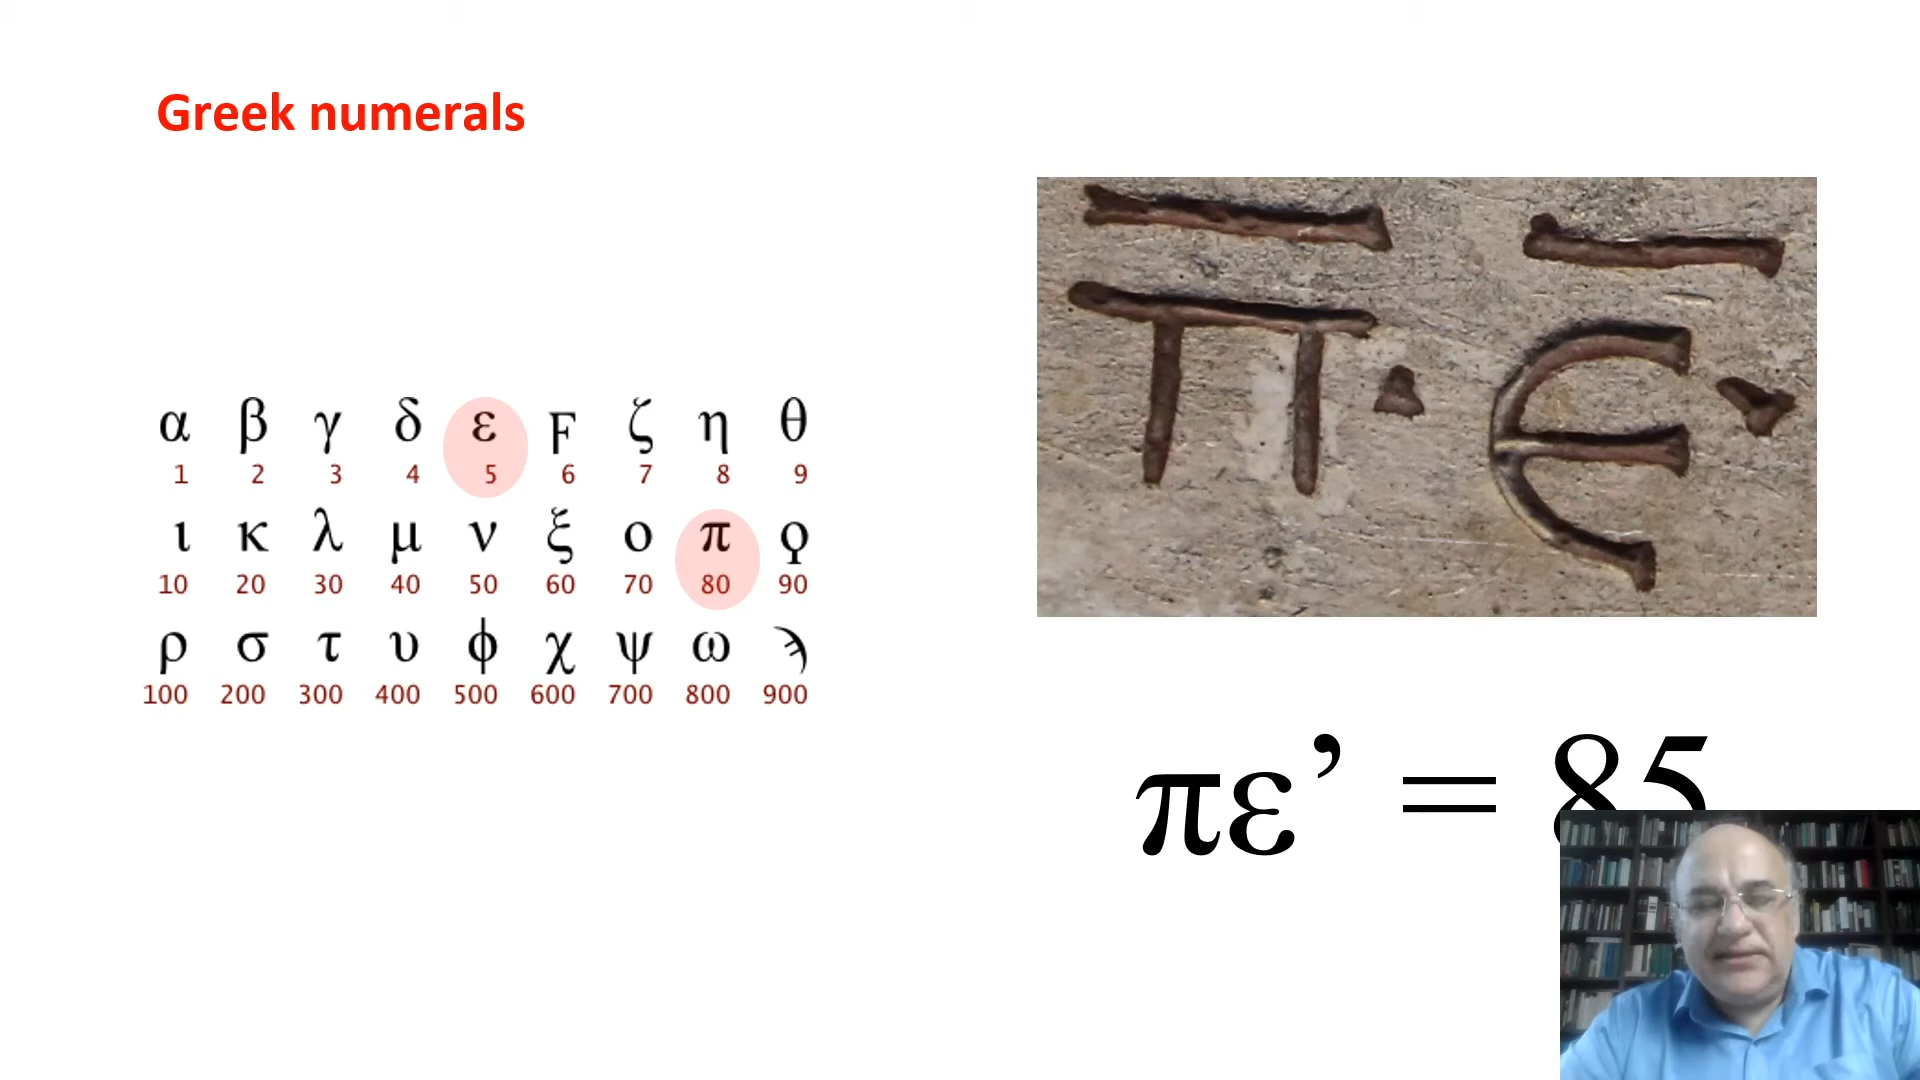 Greek numerals
α β γ δ ε F ζ η θ
1 2 3 4 5 6 7 8 9
ι κ λ μ ν ξ ο π ϙ
10 20 30 40 50 60 70 80 90
ρ σ τ υ ϕ χ ψ ω ϡ
100 200 300 400 500 600 700 800 900
Π · Є ·
πε’ = 85